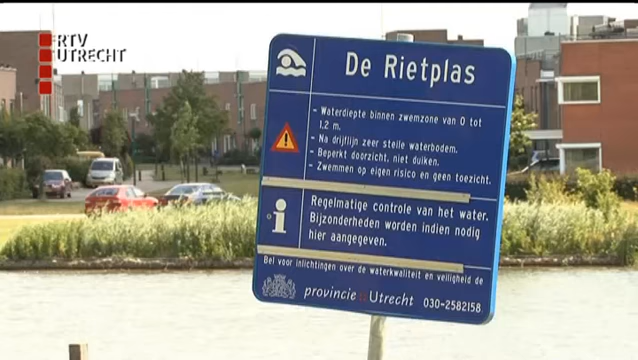 RTV
UTRECHT
De Rietplas
- Waterdiepte binnen zwemzone van 0 tot
1.2 m.
- Na drijflijn zeer steile waterbodem.
- Beperkt doorzicht, niet duiken.
- Zwemmen op eigen risico en geen toezicht.
Regelmatige controle van het water.
Bijzonderheden worden indien nodig
hier aangegeven.
Bel voor inlichtingen over de waterkwaliteit en veiligheid de
provincie Utrecht 030-2582158